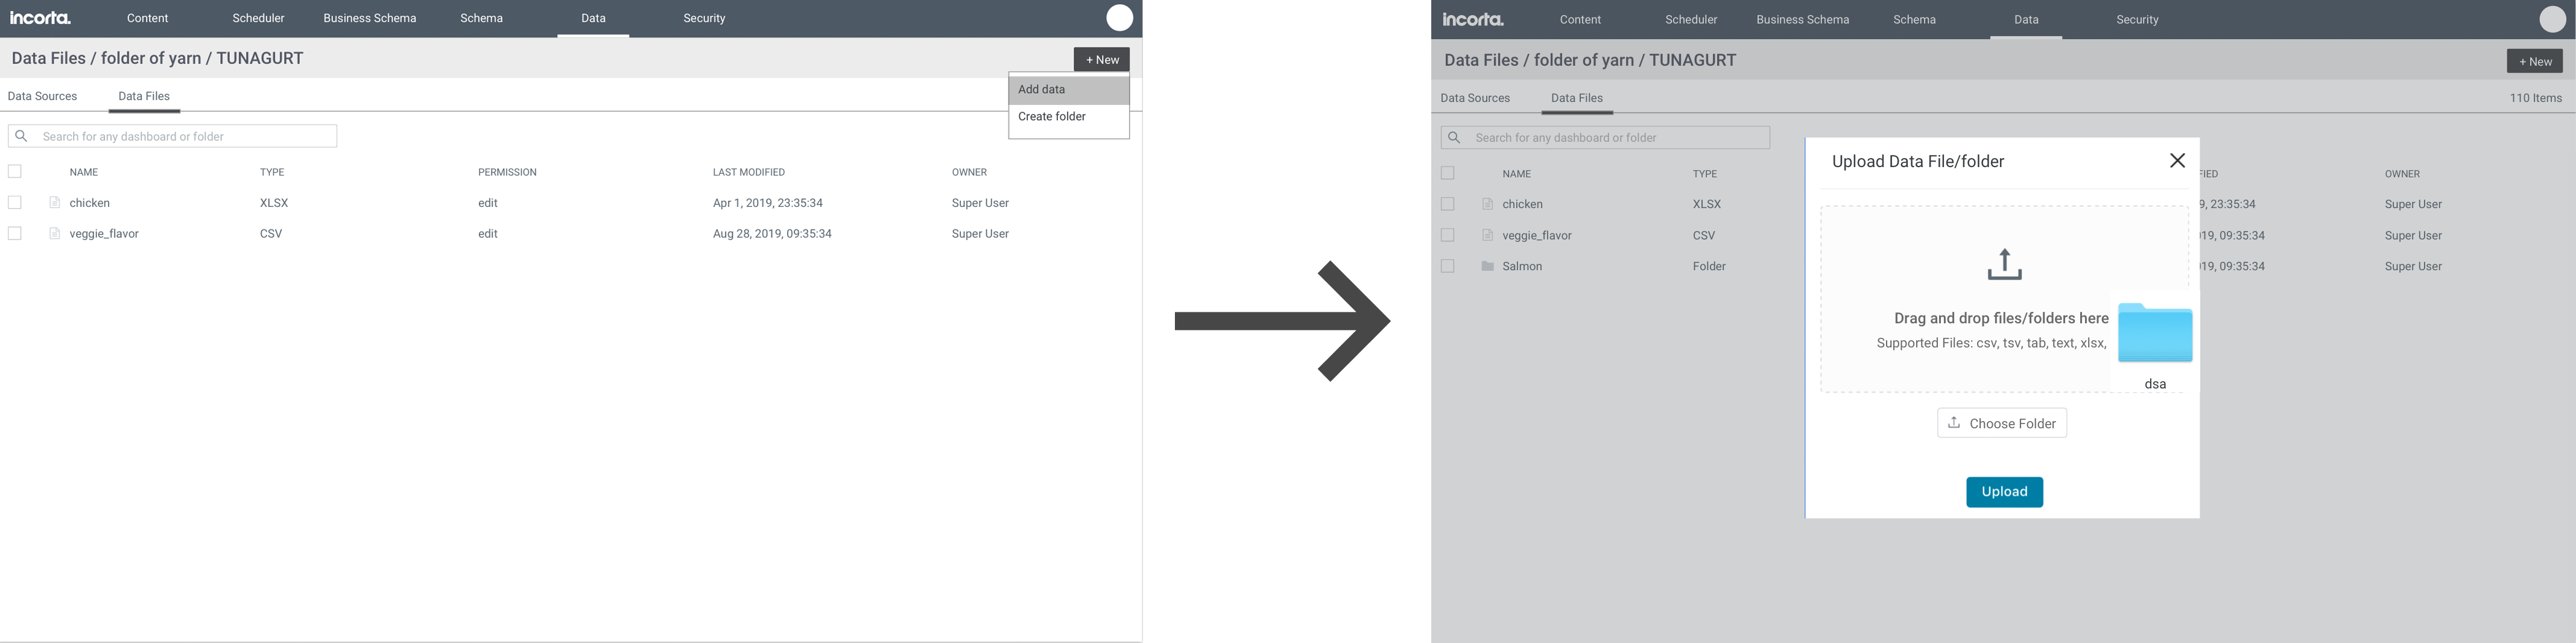 incorta. Content Scheduler Business Schema Schema Data Security
Data Files / folder of yarn / TUNAGURT + New
Add data
Data Sources Data Files
Create folder
Search for any dashboard or folder
NAME TYPE PERMISSION LAST MODIFIED OWNER
chicken XLSX edit Apr 1, 2019, 23:35:34 Super User
veggie_flavor CSV edit Aug 28, 2019, 09:35:34 Super User
incorta. Content Scheduler Business Schema Schema Data Security
Data Files / folder of yarn / TUNAGURT + New
Data Sources Data Files 110 Items
Search for any dashboard or folder
NAME TYPE FIED OWNER
chicken XLSX 9, 23:35:34 Super User
veggie_flavor CSV 19, 09:35:34 Super User
Salmon Folder 19, 09:35:34 Super User
Upload Data File/folder
Drag and drop files/folders here
Supported Files: csv, tsv, tab, text, xlsx,
dsa
Choose Folder
Upload